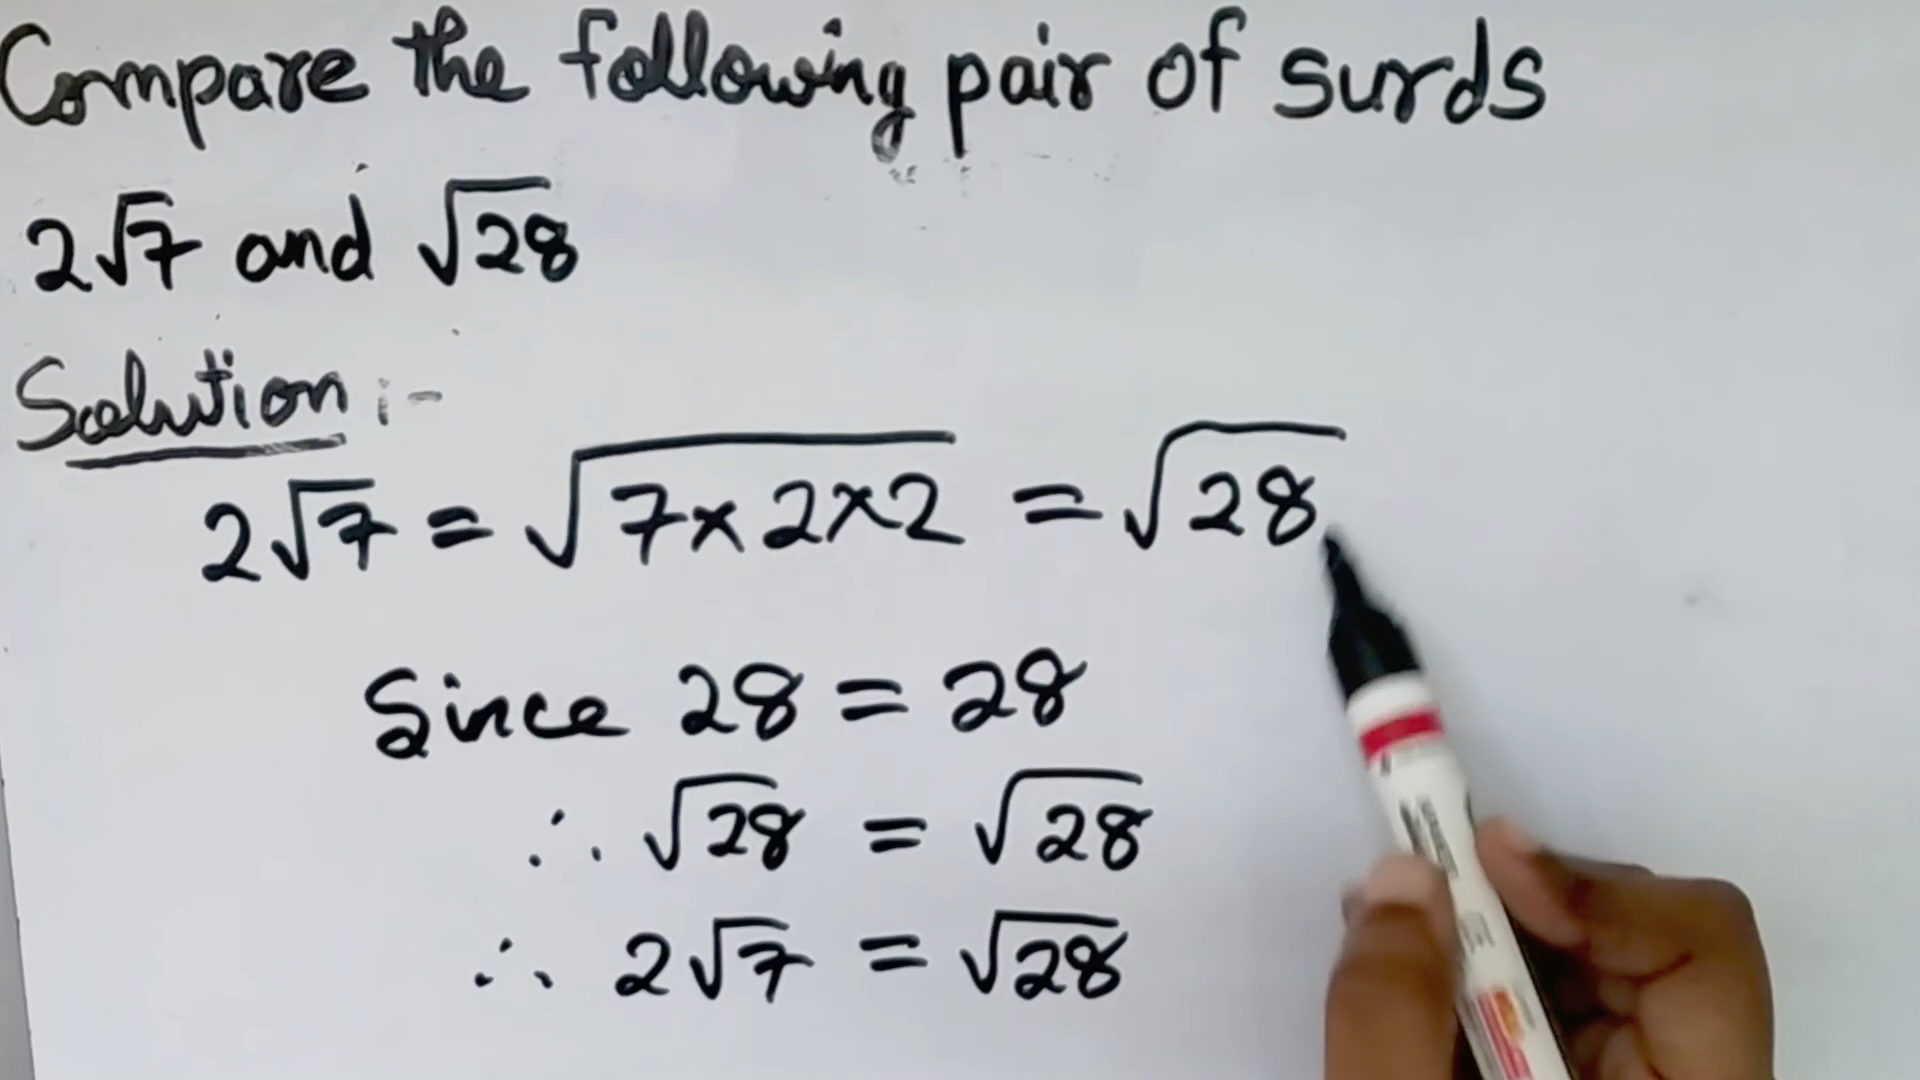 Compare the following pair of surds
2√7 and √28
Solution :-
2√7 = √7×2×2 = √28
Since 28 = 28
∴ √28 = √28
∴ 2√7 = √28